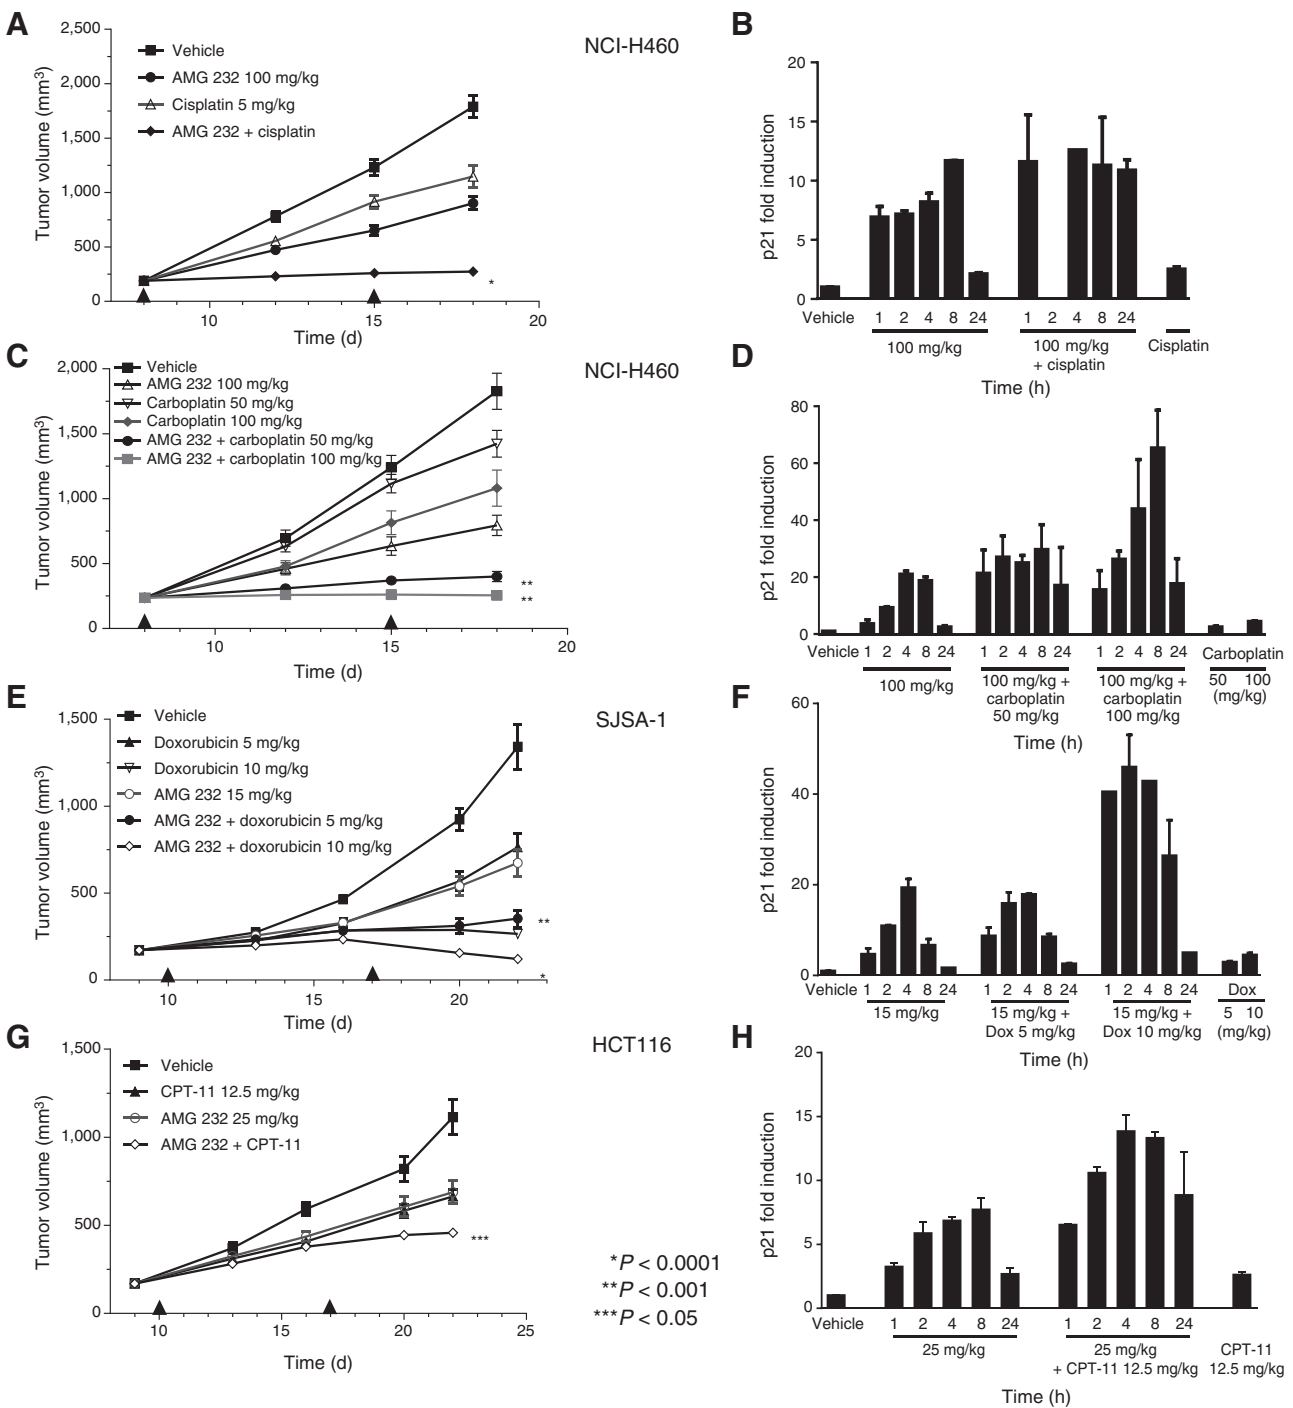 A
NCI-H460
2,500
2,000
1,500
1,000
500
0
Tumor volume (mm3)
Vehicle
AMG 232 100 mg/kg
Cisplatin 5 mg/kg
AMG 232 + cisplatin
*
10
15
20
Time (d)
B
20
15
10
5
0
p21 fold induction
Vehicle 1 2 4 8 24 1 2 4 8 24
100 mg/kg
100 mg/kg
+ cisplatin
Cisplatin
Time (h)
C
NCI-H460
2,000
1,500
1,000
500
0
Tumor volume (mm3)
Vehicle
AMG 232 100 mg/kg
Carboplatin 50 mg/kg
Carboplatin 100 mg/kg
AMG 232 + carboplatin 50 mg/kg
AMG 232 + carboplatin 100 mg/kg
**
**
10
15
20
Time (d)
D
80
60
40
20
0
p21 fold induction
Vehicle 1 2 4 8 24 1 2 4 8 24 1 2 4 8 24 Carboplatin
100 mg/kg
100 mg/kg +
carboplatin
50 mg/kg
100 mg/kg +
carboplatin
100 mg/kg
50 100
(mg/kg)
Time (h)
E
SJSA-1
1,500
1,000
500
0
Tumor volume (mm3)
Vehicle
Doxorubicin 5 mg/kg
Doxorubicin 10 mg/kg
AMG 232 15 mg/kg
AMG 232 + doxorubicin 5 mg/kg
AMG 232 + doxorubicin 10 mg/kg
**
*
10
15
20
Time (d)
F
60
40
20
0
p21 fold induction
Vehicle 1 2 4 8 24 1 2 4 8 24 1 2 4 8 24 Dox
15 mg/kg
15 mg/kg +
Dox 5 mg/kg
15 mg/kg +
Dox 10 mg/kg
5 10
(mg/kg)
Time (h)
G
HCT116
1,500
1,000
500
0
Tumor volume (mm3)
Vehicle
CPT-11 12.5 mg/kg
AMG 232 25 mg/kg
AMG 232 + CPT-11
***
10
15
20
25
Time (d)
*P < 0.0001
**P < 0.001
***P < 0.05
H
20
15
10
5
0
p21 fold induction
Vehicle 1 2 4 8 24 1 2 4 8 24
25 mg/kg
25 mg/kg
+ CPT-11 12.5 mg/kg
CPT-11
12.5 mg/kg
Time (h)